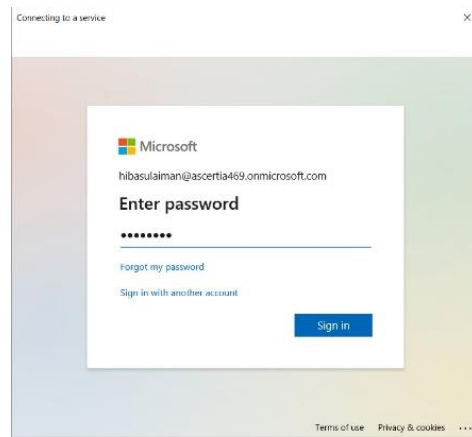 Connecting to a service
Microsoft
hibasulaiman@ascertia469.onmicrosoft.com
Enter password
••••••••
Forgot my password
Sign in with another account
Sign in
Terms of use Privacy & cookies ...